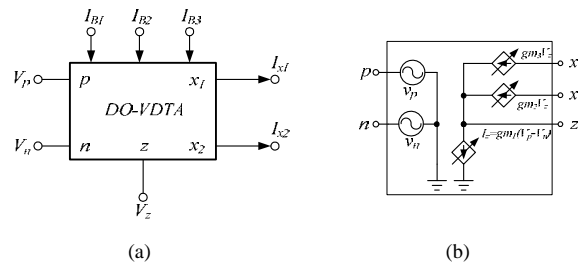 I_B1 I_B2 I_B3
V_p p x_1 I_x1
DO-VDTA
V_n n z x_2 I_x2
V_z
(a)
gm_3V_z x
p v_p
gm_2V_z x
n v_n z
I_z=gm_1(V_p-V_n)
(b)